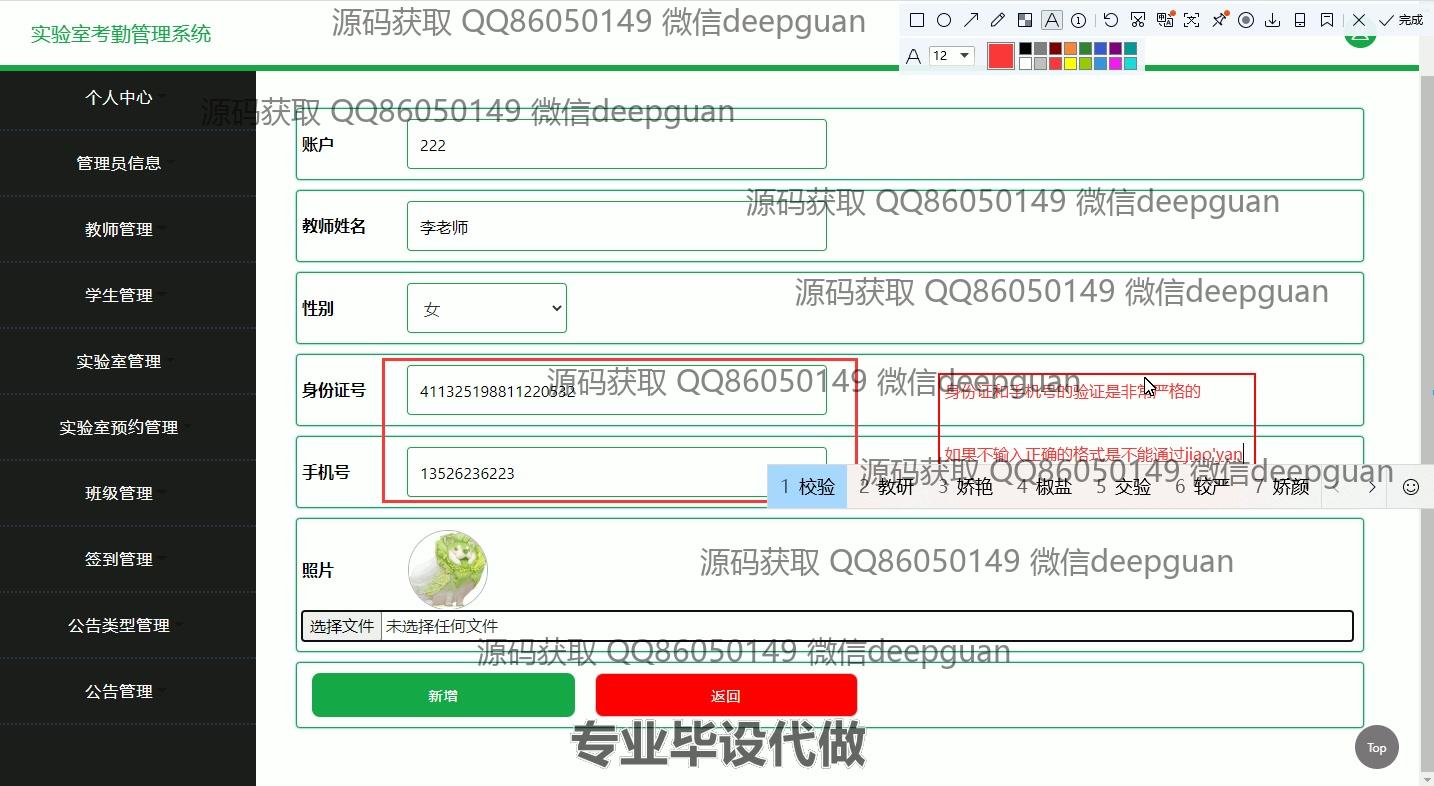 实验室考勤管理系统
源码获取 QQ86050149 微信deepguan
完成
12
个人中心
源码获取 QQ86050149 微信deepguan
账户
222
管理员信息
源码获取 QQ86050149 微信deepguan
教师姓名
李老师
教师管理
学生管理
源码获取 QQ86050149 微信deepguan
性别
女
实验室管理
身份证号
411325198811220532
源码获取 QQ86050149 微信deepguan
身份证和手机号的验证是非常严格的
实验室预约管理
如果不输入正确的格式是不能通过jiao'yan
手机号
13526236223
源码获取 QQ86050149 微信deepguan
1 校验 2 教研 3 娇艳 4 椒盐 5 交验 6 较严 7 娇颜
班级管理
签到管理
照片
源码获取 QQ86050149 微信deepguan
公告类型管理
选择文件 未选择任何文件
源码获取 QQ86050149 微信deepguan
公告管理
新增
返回
专业毕设代做
Top